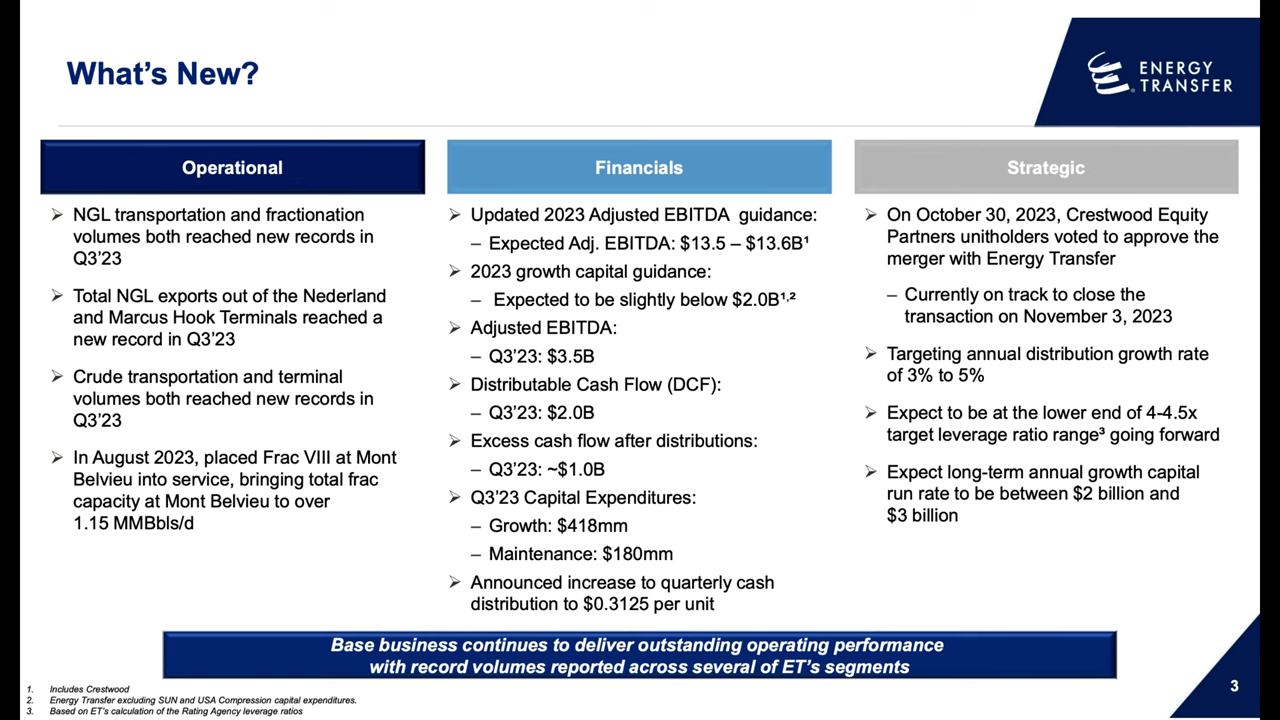 What's New?
ENERGY
TRANSFER
Operational
➢ NGL transportation and fractionation
volumes both reached new records in
Q3'23
➢ Total NGL exports out of the Nederland
and Marcus Hook Terminals reached a
new record in Q3'23
➢ Crude transportation and terminal
volumes both reached new records in
Q3'23
➢ In August 2023, placed Frac VIII at Mont
Belvieu into service, bringing total frac
capacity at Mont Belvieu to over
1.15 MMBbls/d
Financials
➢ Updated 2023 Adjusted EBITDA guidance:
– Expected Adj. EBITDA: $13.5 – $13.6B¹
➢ 2023 growth capital guidance:
– Expected to be slightly below $2.0B¹·²
➢ Adjusted EBITDA:
– Q3'23: $3.5B
➢ Distributable Cash Flow (DCF):
– Q3'23: $2.0B
➢ Excess cash flow after distributions:
– Q3'23: ~$1.0B
➢ Q3'23 Capital Expenditures:
– Growth: $418mm
– Maintenance: $180mm
➢ Announced increase to quarterly cash
distribution to $0.3125 per unit
Strategic
➢ On October 30, 2023, Crestwood Equity
Partners unitholders voted to approve the
merger with Energy Transfer
– Currently on track to close the
transaction on November 3, 2023
➢ Targeting annual distribution growth rate
of 3% to 5%
➢ Expect to be at the lower end of 4-4.5x
target leverage ratio range³ going forward
➢ Expect long-term annual growth capital
run rate to be between $2 billion and
$3 billion
Base business continues to deliver outstanding operating performance
with record volumes reported across several of ET's segments
1. Includes Crestwood
2. Energy Transfer excluding SUN and USA Compression capital expenditures.
3. Based on ET's calculation of the Rating Agency leverage ratios
3